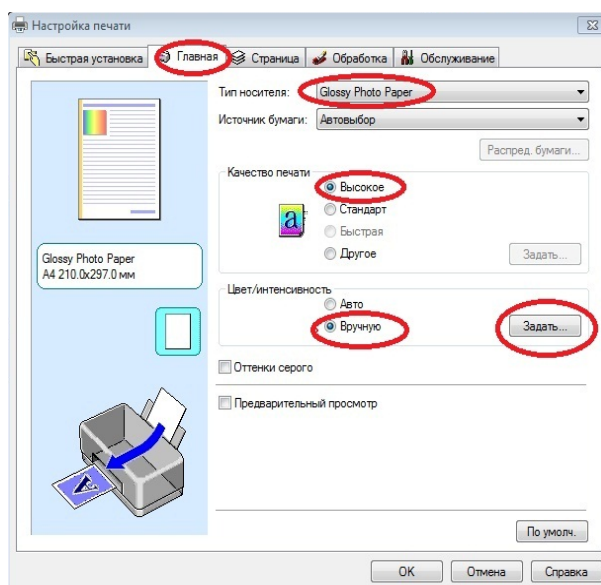 Настройка печати
Быстрая установка Главная Страница Обработка Обслуживание
Тип носителя: Glossy Photo Paper
Источник бумаги: Автовыбор
Распред. бумаги...
Качество печати
Высокое
a
Стандарт
Быстрая
Другое Задать...
Glossy Photo Paper
A4 210.0x297.0 мм
Цвет/интенсивность
Авто
Вручную Задать...
Оттенки серого
Предварительный просмотр
По умолч.
OK Отмена Справка